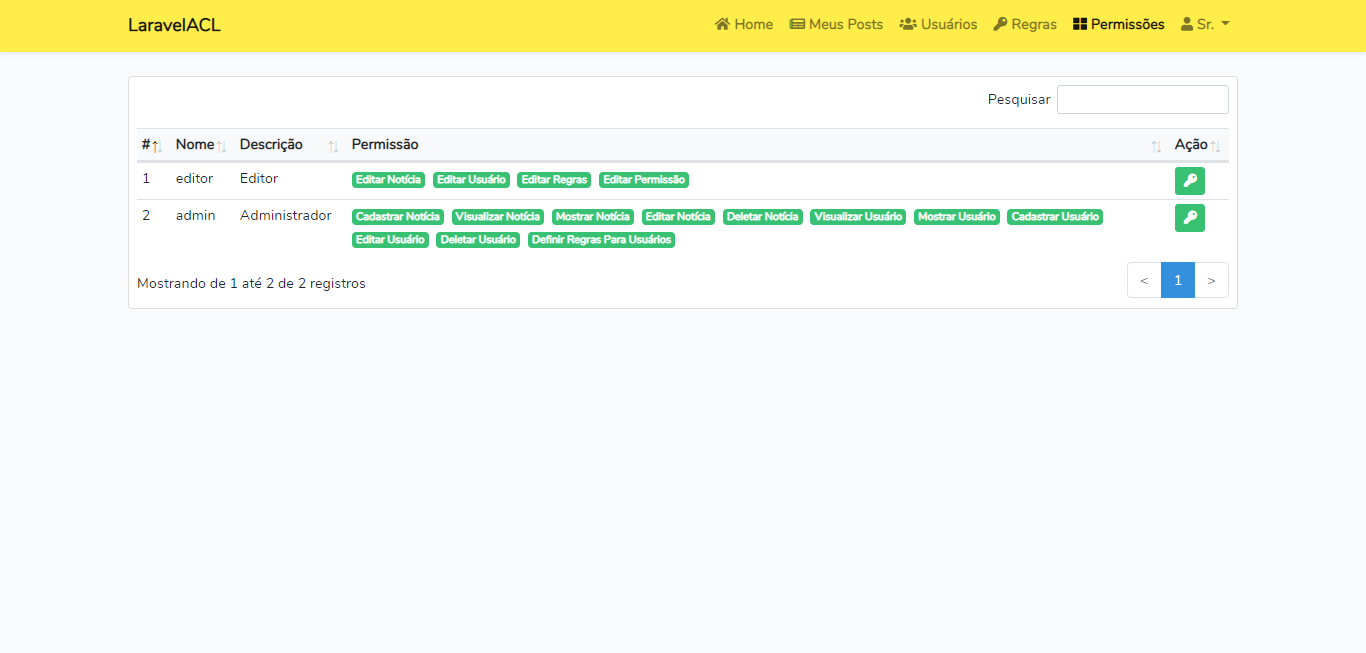 LaravelACL Home Meus Posts Usuários Regras Permissões Sr.
Pesquisar
# Nome Descrição Permissão Ação
1 editor Editor Editar Notícia Editar Usuário Editar Regras Editar Permissão
2 admin Administrador Cadastrar Notícia Visualizar Notícia Mostrar Notícia Editar Notícia Deletar Notícia Visualizar Usuário Mostrar Usuário Cadastrar Usuário
Editar Usuário Deletar Usuário Definir Regras Para Usuários
Mostrando de 1 até 2 de 2 registros < 1 >